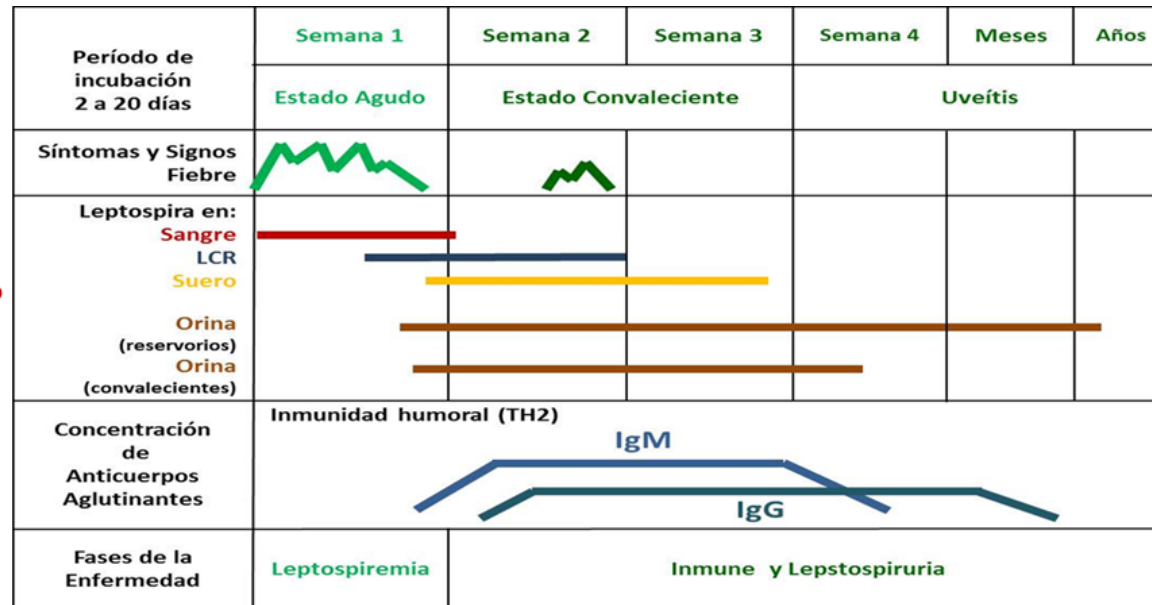 Período de
incubación
2 a 20 días
Semana 1
Semana 2
Semana 3
Semana 4
Meses
Años
Estado Agudo
Estado Convaleciente
Uveítis
Síntomas y Signos
Fiebre
Leptospira en:
Sangre
LCR
Suero
Orina
(reservorios)
Orina
(convalecientes)
Concentración
de
Anticuerpos
Aglutinantes
Inmunidad humoral (TH2)
IgM
IgG
Fases de la
Enfermedad
Leptospiremia
Inmune y Lepstospiruria